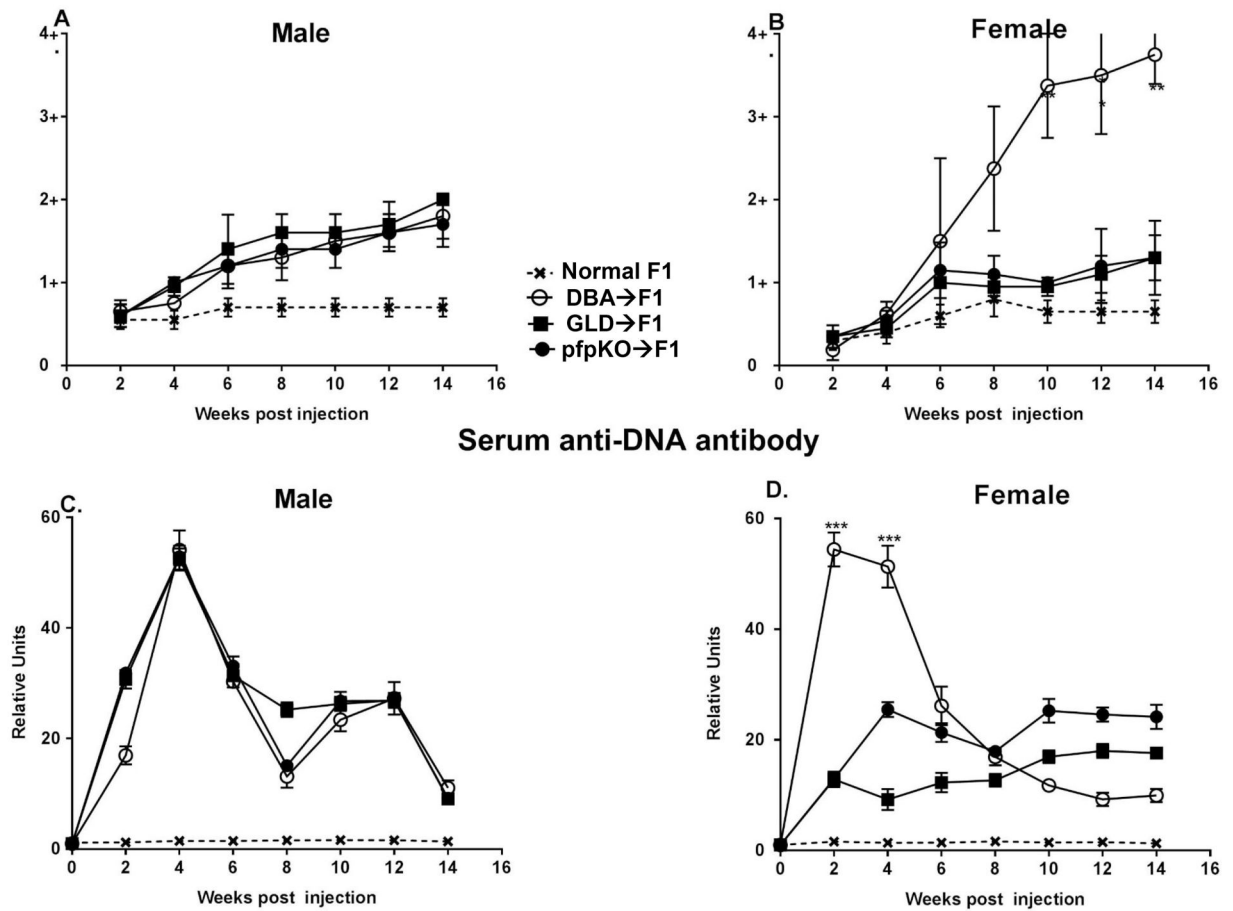 A
Male
4+
3+
2+
1+
0
0 2 4 6 8 10 12 14 16
Weeks post injection
B
Female
4+
3+
2+
1+
0
**
*
**
0 2 4 6 8 10 12 14 16
Weeks post injection
Normal F1
DBA→F1
GLD→F1
pfpKO→F1
Serum anti-DNA antibody
C.
Male
60
40
20
0
Relative Units
0 2 4 6 8 10 12 14 16
Weeks post injection
D.
Female
60
40
20
0
Relative Units
*** ***
0 2 4 6 8 10 12 14 16
Weeks post injection